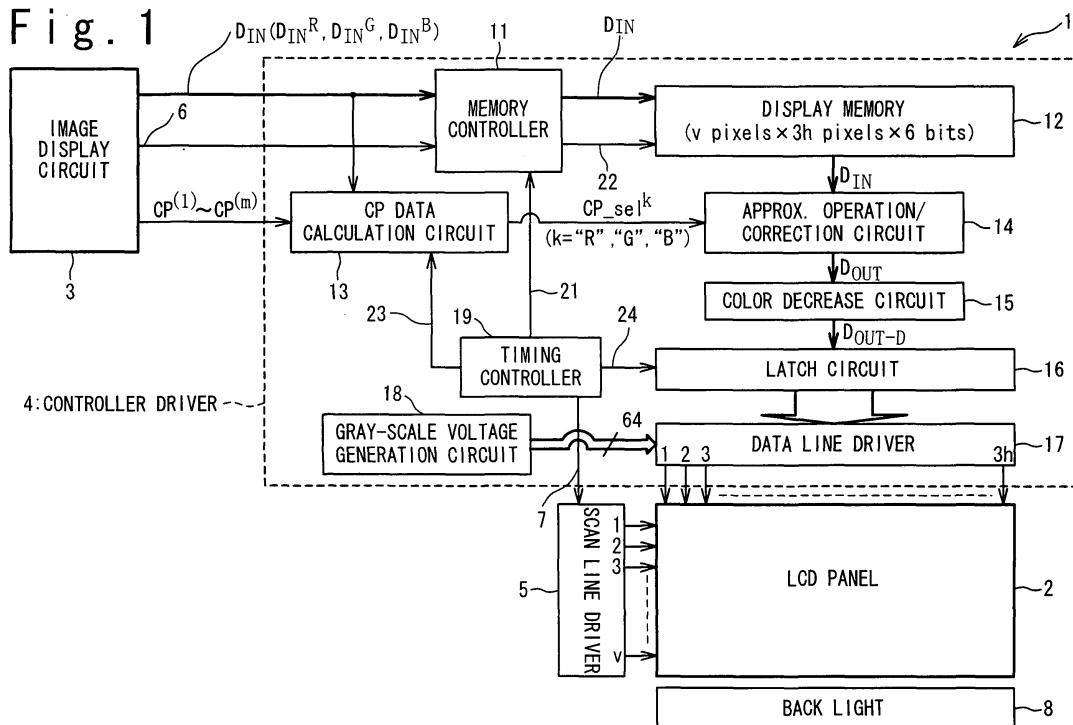 Fig. 1
D_IN(D_IN^R, D_IN^G, D_IN^B)
11
D_IN
1
IMAGE
DISPLAY
CIRCUIT
3
6
MEMORY
CONTROLLER
22
DISPLAY MEMORY
(v pixels×3h pixels×6 bits)
12
D_IN
CP^(1)~CP^(m)
CP DATA
CALCULATION CIRCUIT
13
CP_sel^k
(k="R","G","B")
APPROX. OPERATION/
CORRECTION CIRCUIT
14
D_OUT
COLOR DECREASE CIRCUIT
15
D_OUT-D
23
21
19
TIMING
CONTROLLER
24
LATCH CIRCUIT
16
4:CONTROLLER DRIVER
18
GRAY-SCALE VOLTAGE
GENERATION CIRCUIT
64
DATA LINE DRIVER
1 2 3 3h
17
7
SCAN LINE DRIVER
5
1
2
3
v
LCD PANEL
2
BACK LIGHT
8